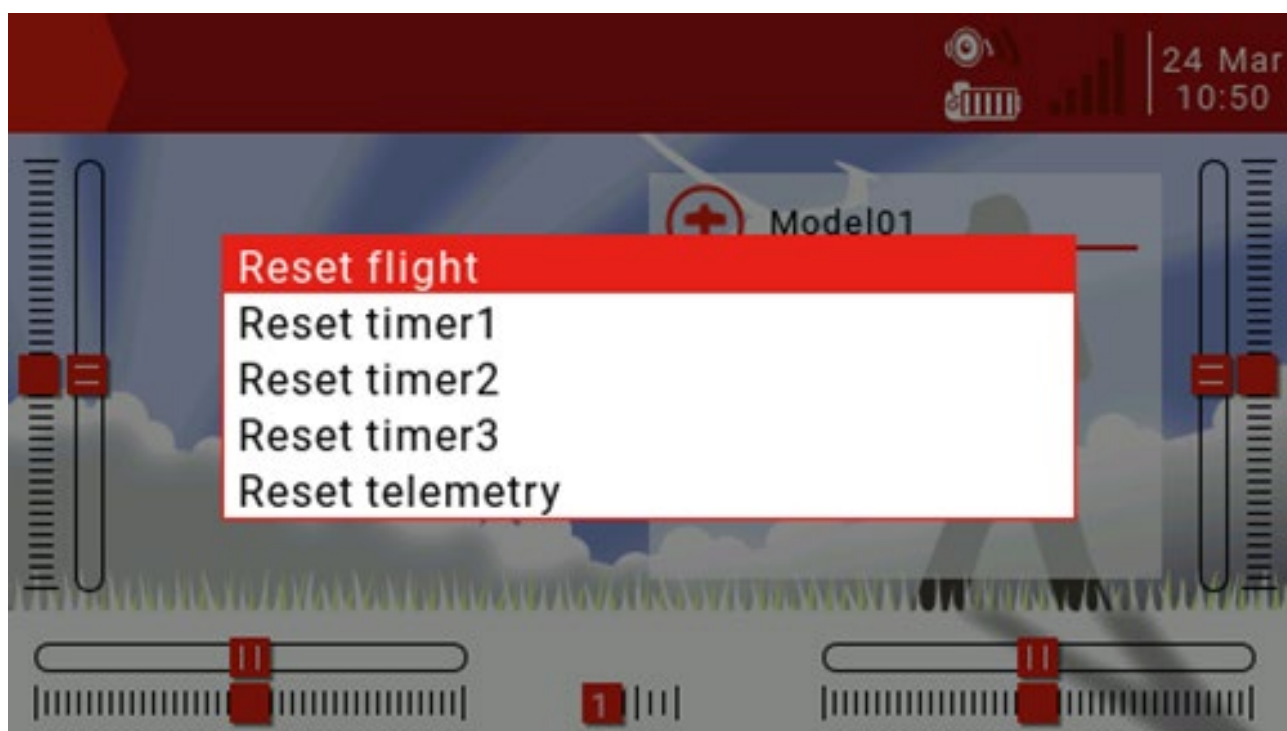 24 Mar
10:50
Model01
Reset flight
Reset timer1
Reset timer2
Reset timer3
Reset telemetry
1